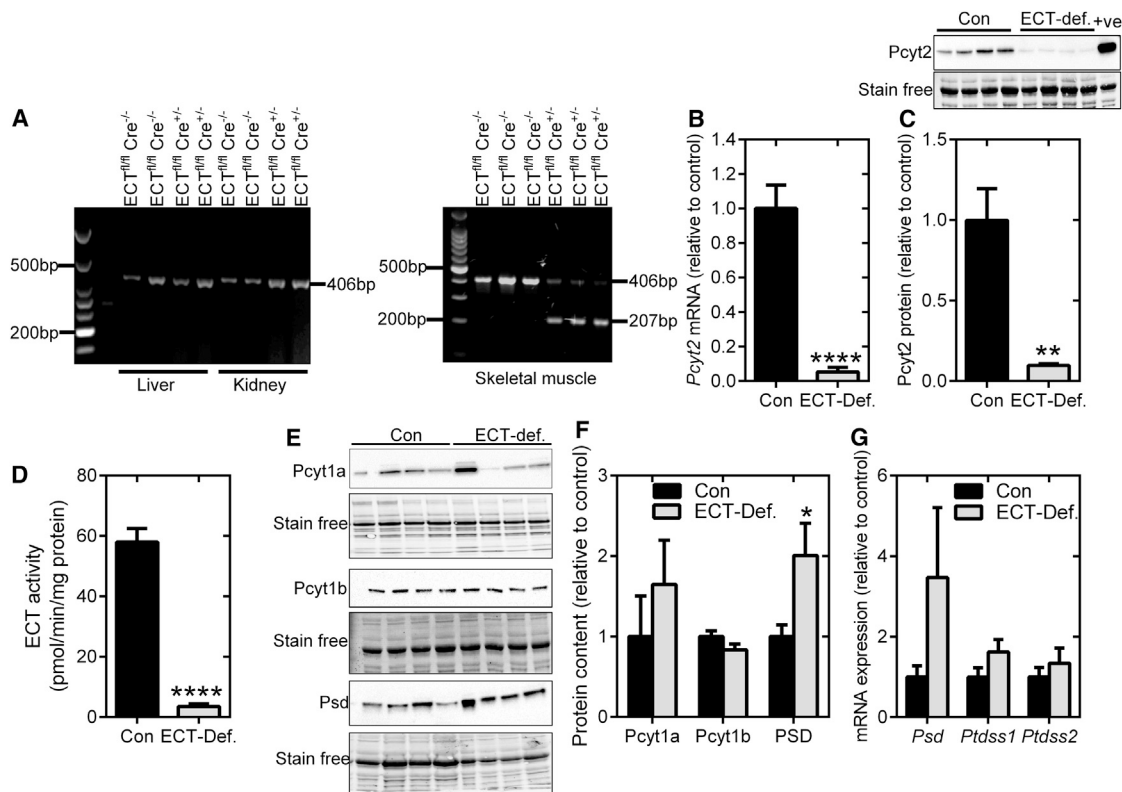 Con ECT-def. +ve
Pcyt2
Stain free
A
ECTfl/fl Cre-/-
ECTfl/fl Cre-/-
ECTfl/fl Cre+/-
ECTfl/fl Cre+/-
ECTfl/fl Cre-/-
ECTfl/fl Cre-/-
ECTfl/fl Cre+/-
ECTfl/fl Cre+/-
500bp
406bp
200bp
Liver Kidney
ECTfl/fl Cre-/-
ECTfl/fl Cre-/-
ECTfl/fl Cre-/-
ECTfl/fl Cre+/-
ECTfl/fl Cre+/-
ECTfl/fl Cre+/-
500bp
406bp
200bp
207bp
Skeletal muscle
B
Pcyt2 mRNA (relative to control)
1.4
1.2
1.0
0.8
0.6
0.4
0.2
0.0
****
Con ECT-Def.
C
Pcyt2 protein (relative to control)
1.5
1.0
0.5
0.0
**
Con ECT-Def.
D
ECT activity
(pmol/min/mg protein)
80
60
40
20
0
****
Con ECT-Def.
E
Con ECT-def.
Pcyt1a
Stain free
Pcyt1b
Stain free
Psd
Stain free
F
Protein content (relative to control)
3
2
1
0
Con
ECT-Def.
*
Pcyt1a Pcyt1b PSD
G
mRNA expression (relative to control)
6
4
2
0
Con
ECT-Def.
Psd Ptdss1 Ptdss2